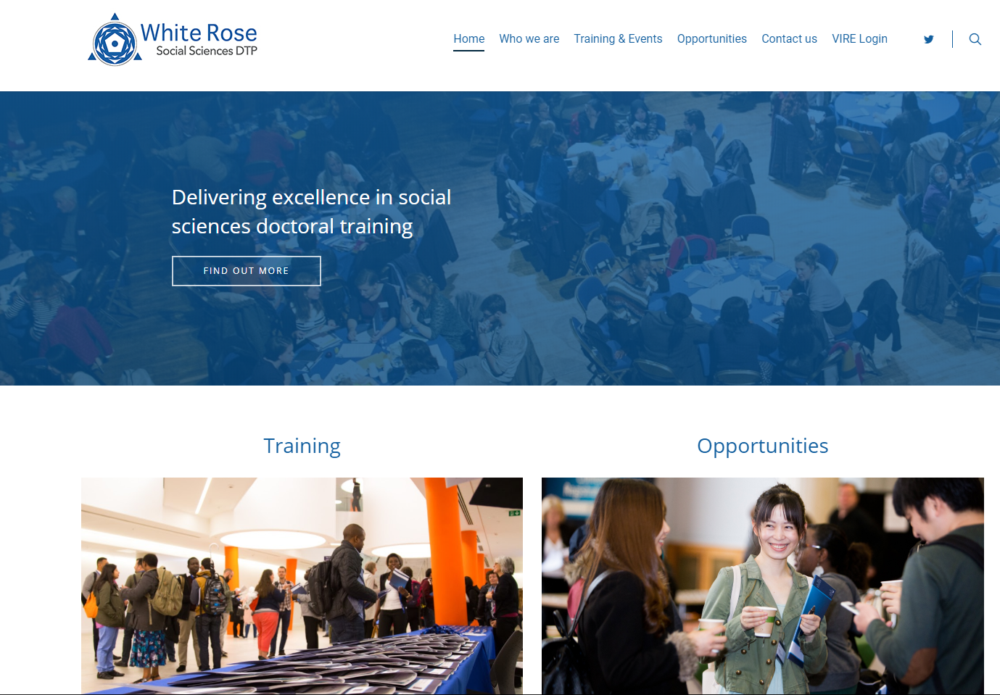 White Rose
Social Sciences DTP
Home Who we are Training & Events Opportunities Contact us VIRE Login
Delivering excellence in social
sciences doctoral training
FIND OUT MORE
Training
Opportunities